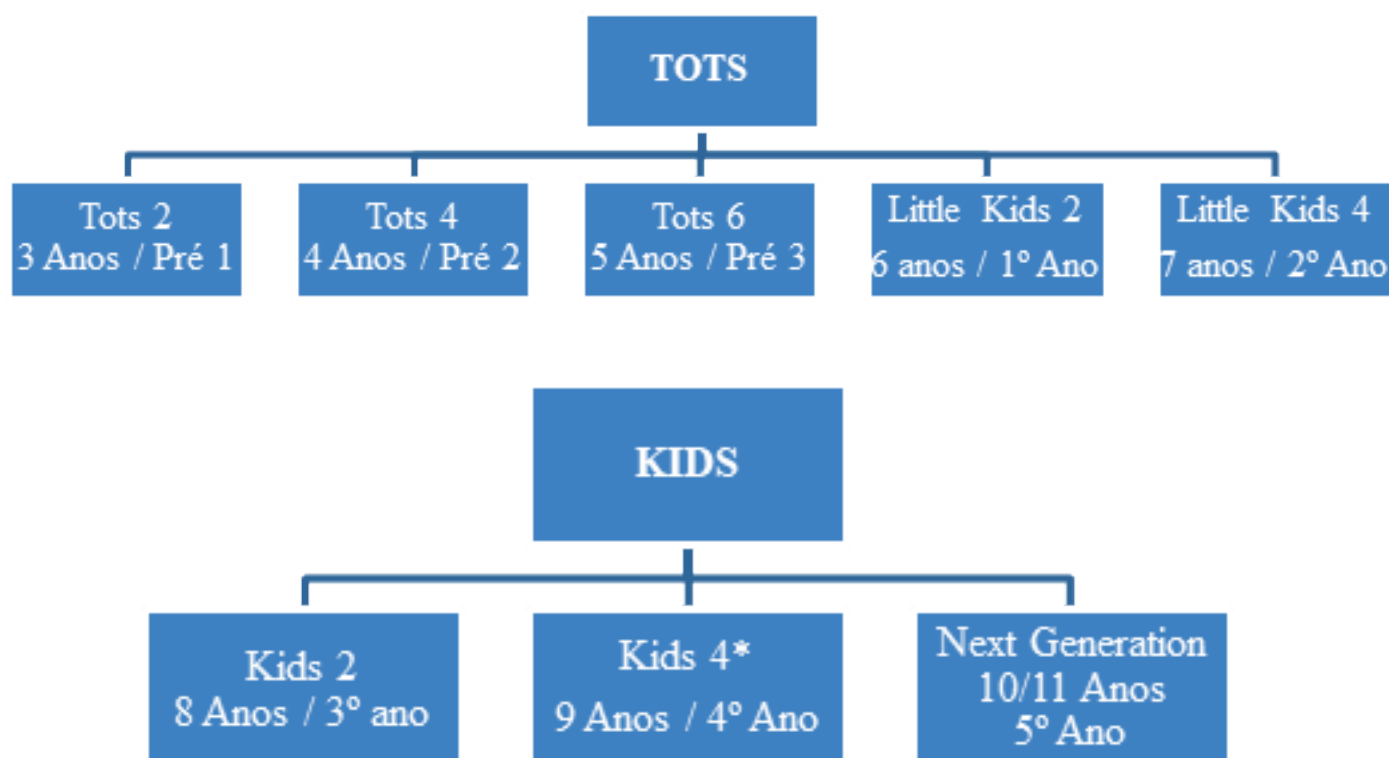 TOTS
Tots 2
3 Anos / Pré 1
Tots 4
4 Anos / Pré 2
Tots 6
5 Anos / Pré 3
Little Kids 2
6 anos / 1º Ano
Little Kids 4
7 anos / 2º Ano
KIDS
Kids 2
8 Anos / 3º ano
Kids 4*
9 Anos / 4º Ano
Next Generation
10/11 Anos
5º Ano